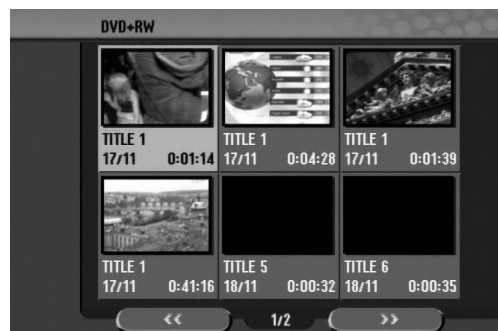 DVD+RW
TITLE 1 TITLE 1 TITLE 1
17/11 0:01:14 17/11 0:04:28 17/11 0:01:39
TITLE 1 TITLE 5 TITLE 6
17/11 0:41:16 18/11 0:00:32 18/11 0:00:35
<< 1/2 >>